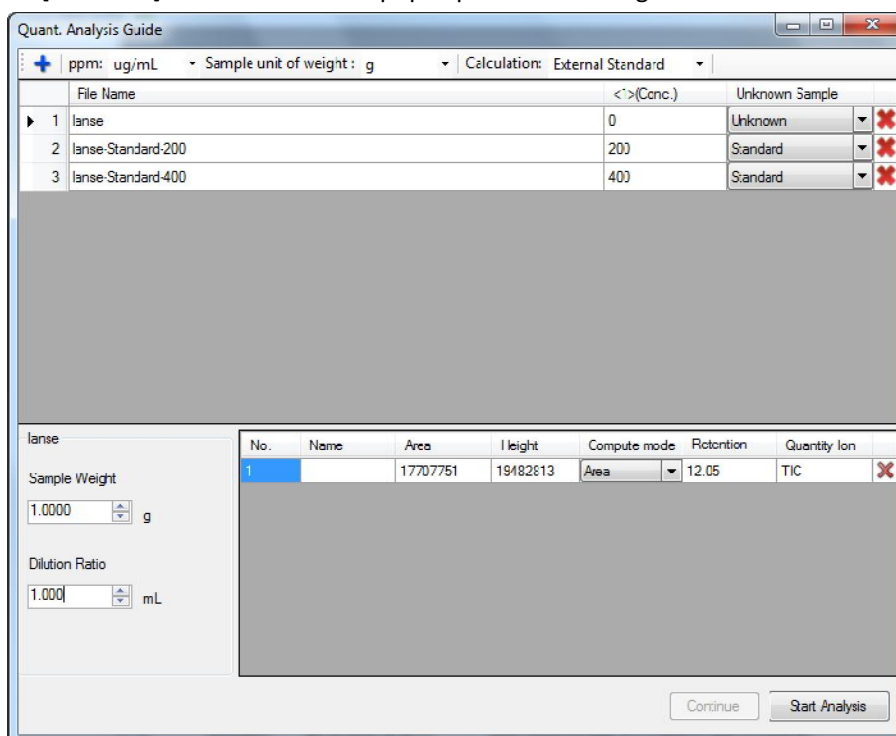 Quant. Analysis Guide
ppm: ug/mL Sample unit of weight : g Calculation: External Standard
File Name <1>(Conc.) Unknown Sample
1 lanse 0 Unknown
2 lanse-Standard-200 200 Standard
3 lanse-Standard-400 400 Standard
lanse
No. Name Area Height Compute mode Retention Quantity Ion
1 17707751 19482813 Area 12.05 TIC
Sample Weight
1.0000 g
Dilution Ratio
1.000 mL
Continue Start Analysis